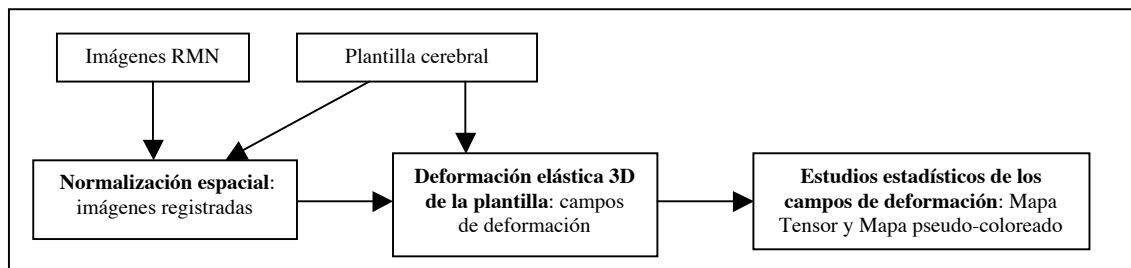 Imágenes RMN
Plantilla cerebral
Normalización espacial:
imágenes registradas
Deformación elástica 3D
de la plantilla: campos
de deformación
Estudios estadísticos de los
campos de deformación: Mapa
Tensor y Mapa pseudo-coloreado